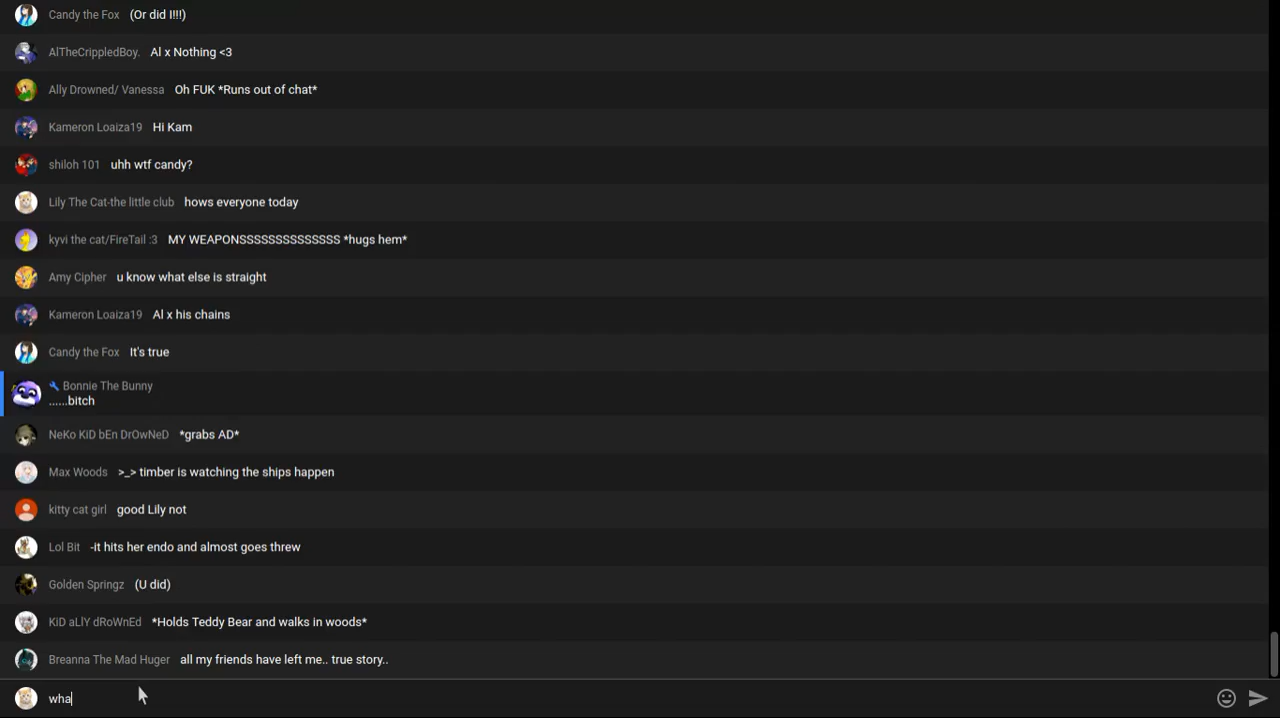 Candy the Fox (Or did I!!!)
AlTheCrippledBoy. Al x Nothing <3
Ally Drowned/ Vanessa Oh FUK *Runs out of chat*
Kameron Loaiza19 Hi Kam
shiloh 101 uhh wtf candy?
Lily The Cat-the little club hows everyone today
kyvi the cat/FireTail :3 MY WEAPONSSSSSSSSSSSSSS *hugs hem*
Amy Cipher u know what else is straight
Kameron Loaiza19 Al x his chains
Candy the Fox It's true
Bonnie The Bunny
......bitch
NeKo KiD bEn DrOwNeD *grabs AD*
Max Woods >_> timber is watching the ships happen
kitty cat girl good Lily not
Lol Bit -it hits her endo and almost goes threw
Golden Springz (U did)
KiD aLlY dRoWnEd *Holds Teddy Bear and walks in woods*
Breanna The Mad Huger all my friends have left me.. true story..
wha